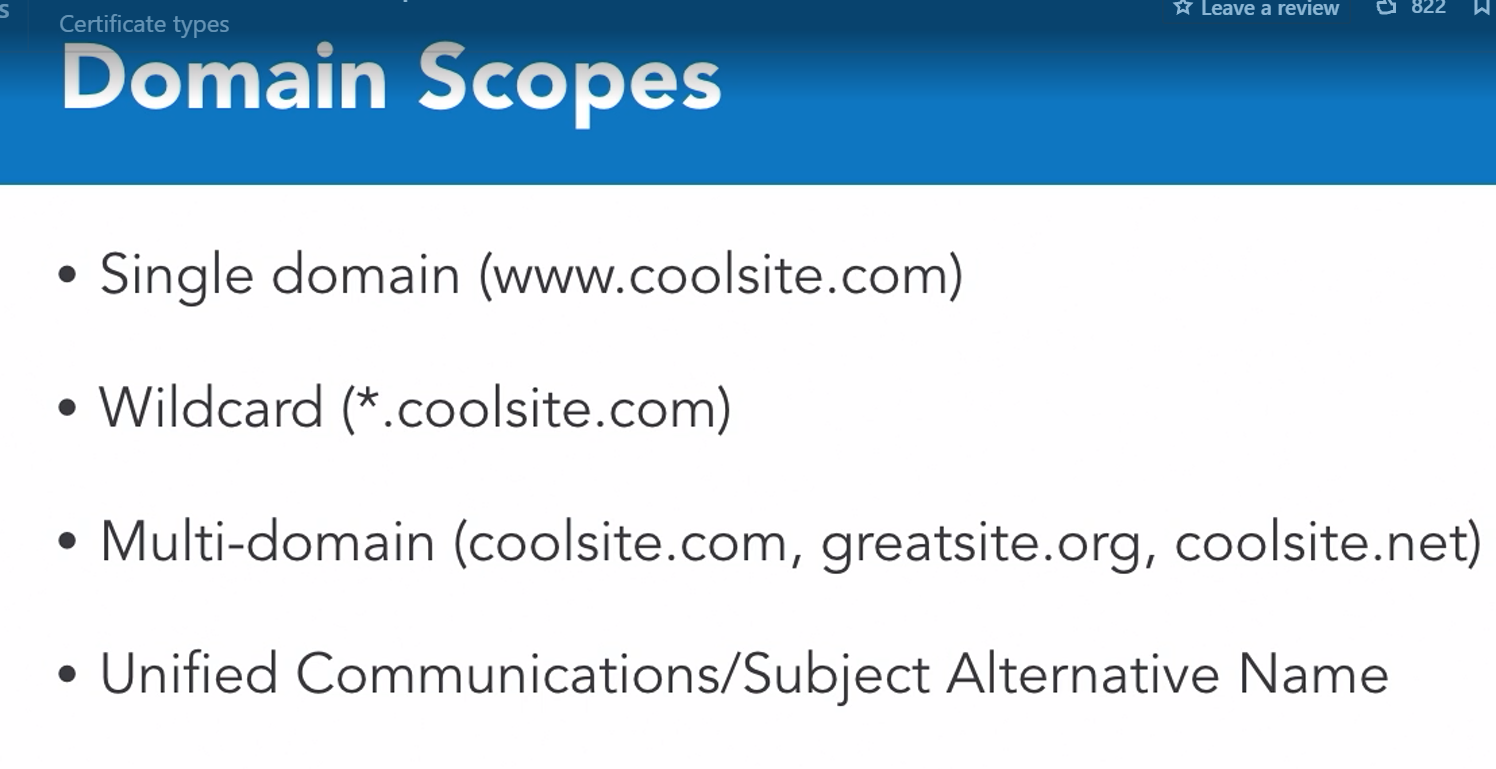 Certificate types
Leave a review 822
Domain Scopes
• Single domain (www.coolsite.com)
• Wildcard (*.coolsite.com)
• Multi-domain (coolsite.com, greatsite.org, coolsite.net)
• Unified Communications/Subject Alternative Name